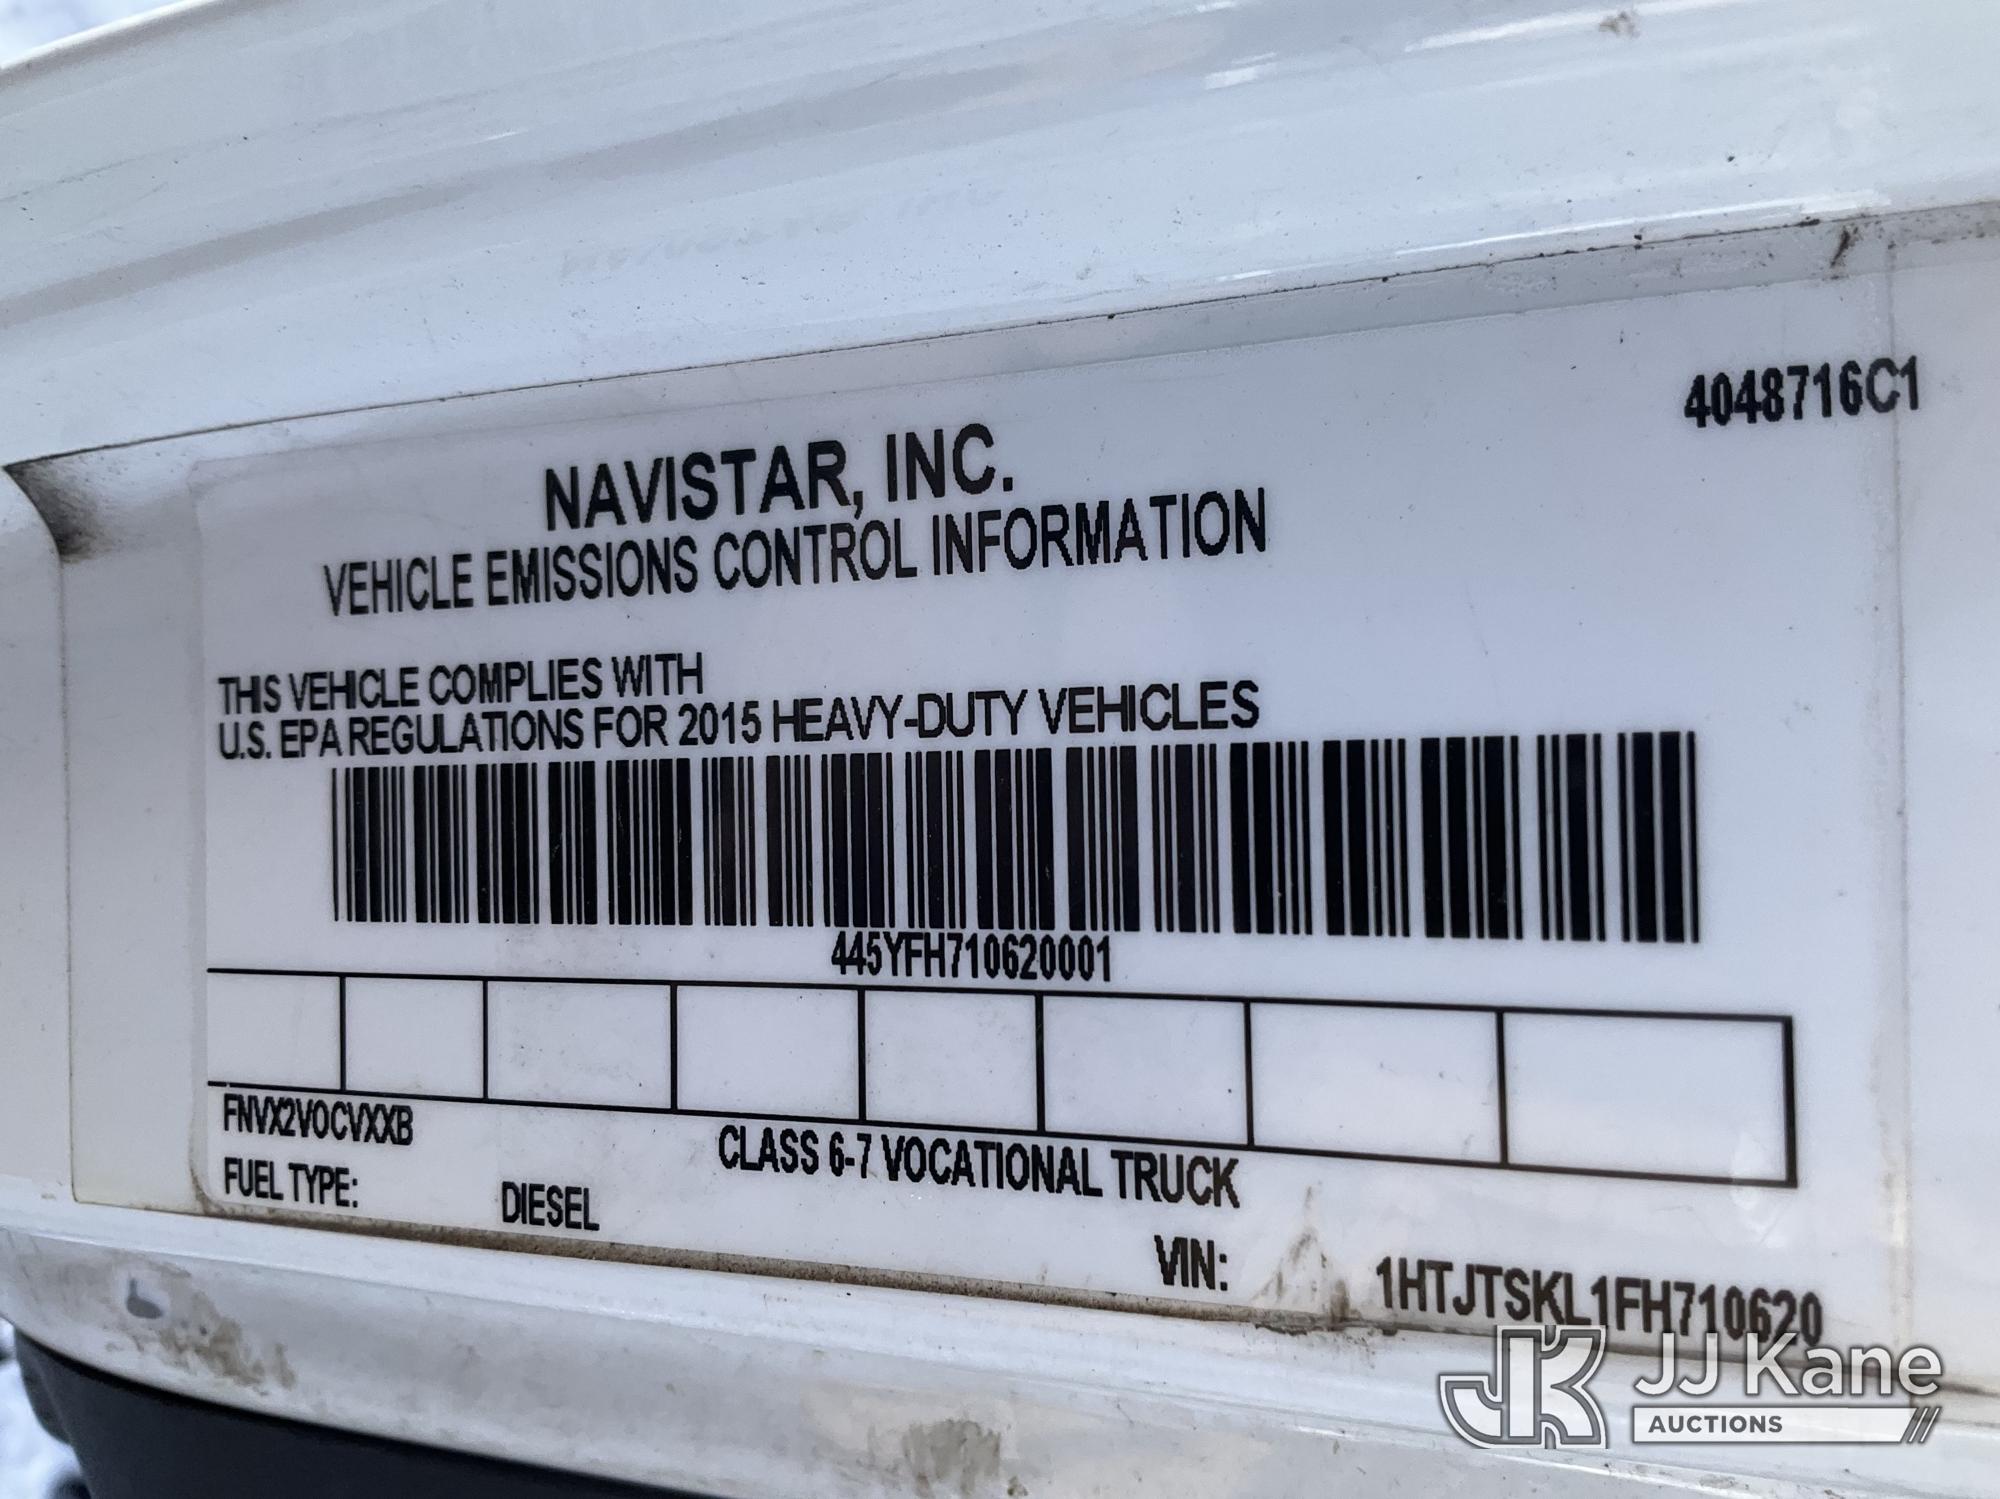 4048716C1
NAVISTAR, INC.
VEHICLE EMISSIONS CONTROL INFORMATION
THIS VEHICLE COMPLIES WITH
U.S. EPA REGULATIONS FOR 2015 HEAVY-DUTY VEHICLES
445YFH710620001
FNVX2VOCVXXB
CLASS 6-7 VOCATIONAL TRUCK
FUEL TYPE: DIESEL
VIN: 1HTJTSKL1FH710620
JK JJ Kane
AUCTIONS